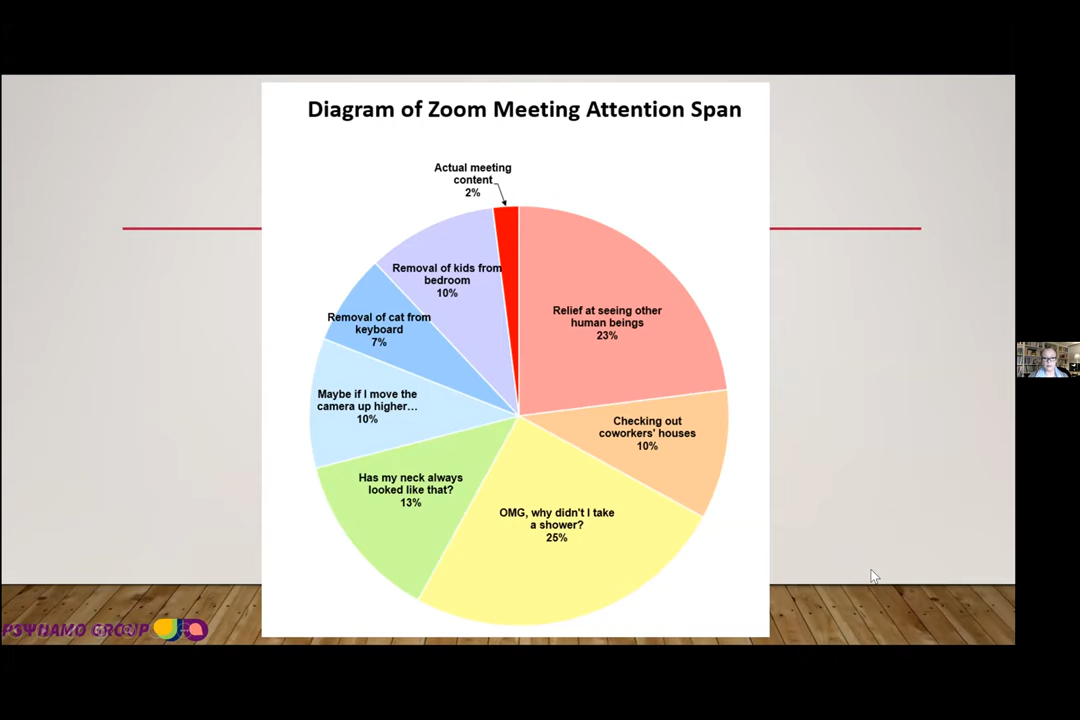 Diagram of Zoom Meeting Attention Span
Actual meeting
content
2%
Relief at seeing other
human beings
23%
Checking out
coworkers' houses
10%
OMG, why didn't I take
a shower?
25%
Has my neck always
looked like that?
13%
Maybe if I move the
camera up higher…
10%
Removal of cat from
keyboard
7%
Removal of kids from
bedroom
10%
PSΨDAMO GROUP